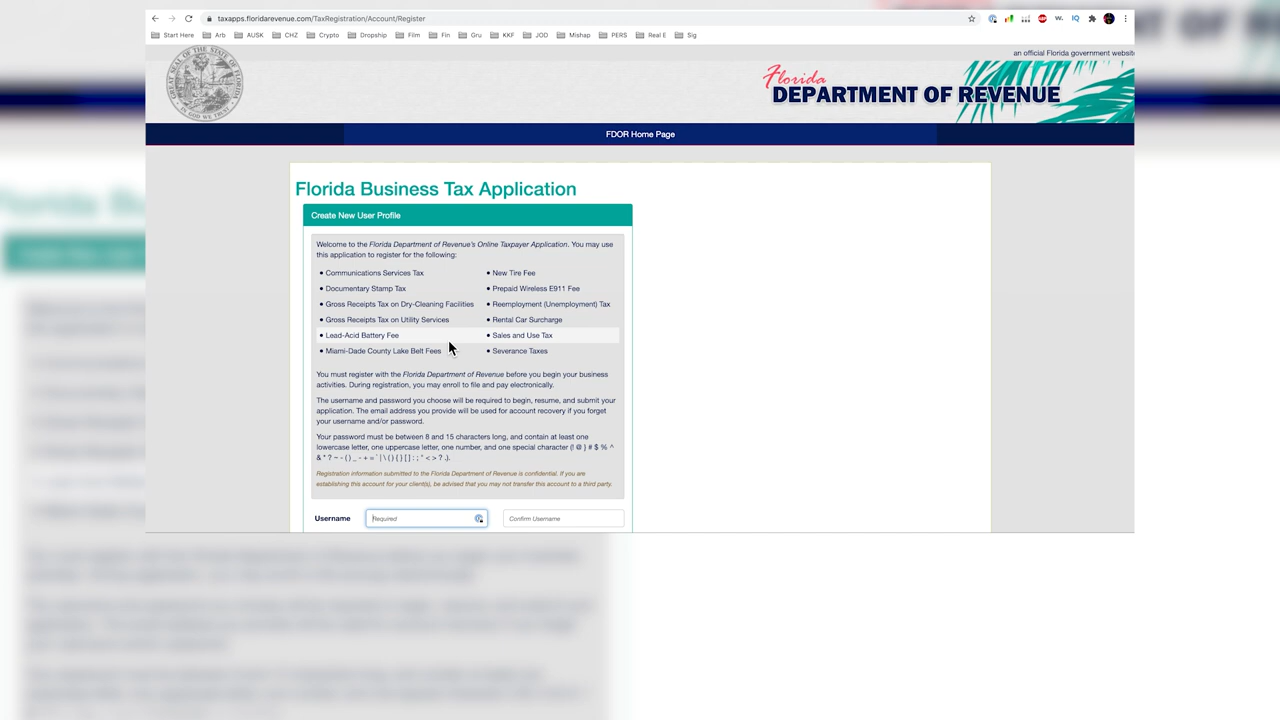 taxapps.floridarevenue.com/TaxRegistration/Account/Register
Start Here Arb AUSK CHZ Crypto Dropship Film Fin Gru KKF JOD Mishap PERS Real E Sig
an official Florida government websit
Florida
DEPARTMENT OF REVENUE
FDOR Home Page
Florida Business Tax Application
Create New User Profile
Welcome to the Florida Department of Revenue's Online Taxpayer Application. You may use
this application to register for the following:
• Communications Services Tax • New Tire Fee
• Documentary Stamp Tax • Prepaid Wireless E911 Fee
• Gross Receipts Tax on Dry-Cleaning Facilities • Reemployment (Unemployment) Tax
• Gross Receipts Tax on Utility Services • Rental Car Surcharge
• Lead-Acid Battery Fee • Sales and Use Tax
• Miami-Dade County Lake Belt Fees • Severance Taxes
You must register with the Florida Department of Revenue before you begin your business
activities. During registration, you may enroll to file and pay electronically.
The username and password you choose will be required to begin, resume, and submit your
application. The email address you provide will be used for account recovery if you forget
your username and/or password.
Your password must be between 8 and 15 characters long, and contain at least one
lowercase letter, one uppercase letter, one number, and one special character (! @ } # $ % ^
& * ? ~ - ( ) _ - + = ` | \ ( ) { } [ ] : ; " < > ? .).
Registration information submitted to the Florida Department of Revenue is confidential. If you are
establishing this account for your client(s), be advised that you may not transfer this account to a third party.
Username Required Confirm Username